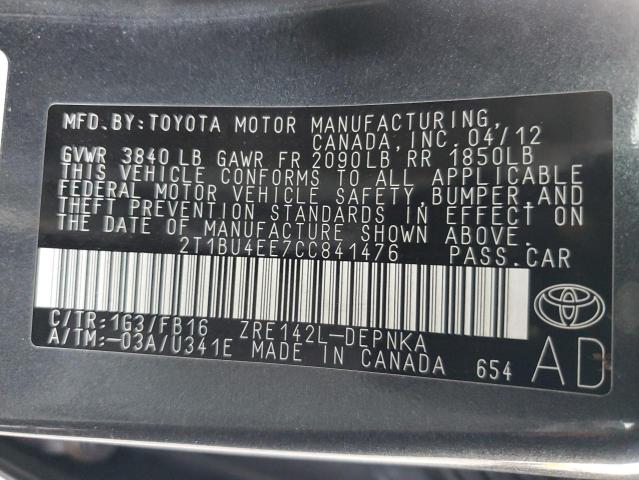 MFD. BY: TOYOTA MOTOR MANUFACTURING,
CANADA, INC. 04/12
GVWR 3840 LB GAWR FR 2090LB RR 1850LB
THIS VEHICLE CONFORMS TO ALL APPLICABLE
FEDERAL MOTOR VEHICLE SAFETY, BUMPER, AND
THEFT PREVENTION STANDARDS IN EFFECT ON
THE DATE OF MANUFACTURE SHOWN ABOVE.
2T1BU4EE7CC841476 PASS.CAR
C/TR: 1G3/FB16 ZRE142L-DEPNKA
A/TM:-03A/U341E MADE IN CANADA 654
AD